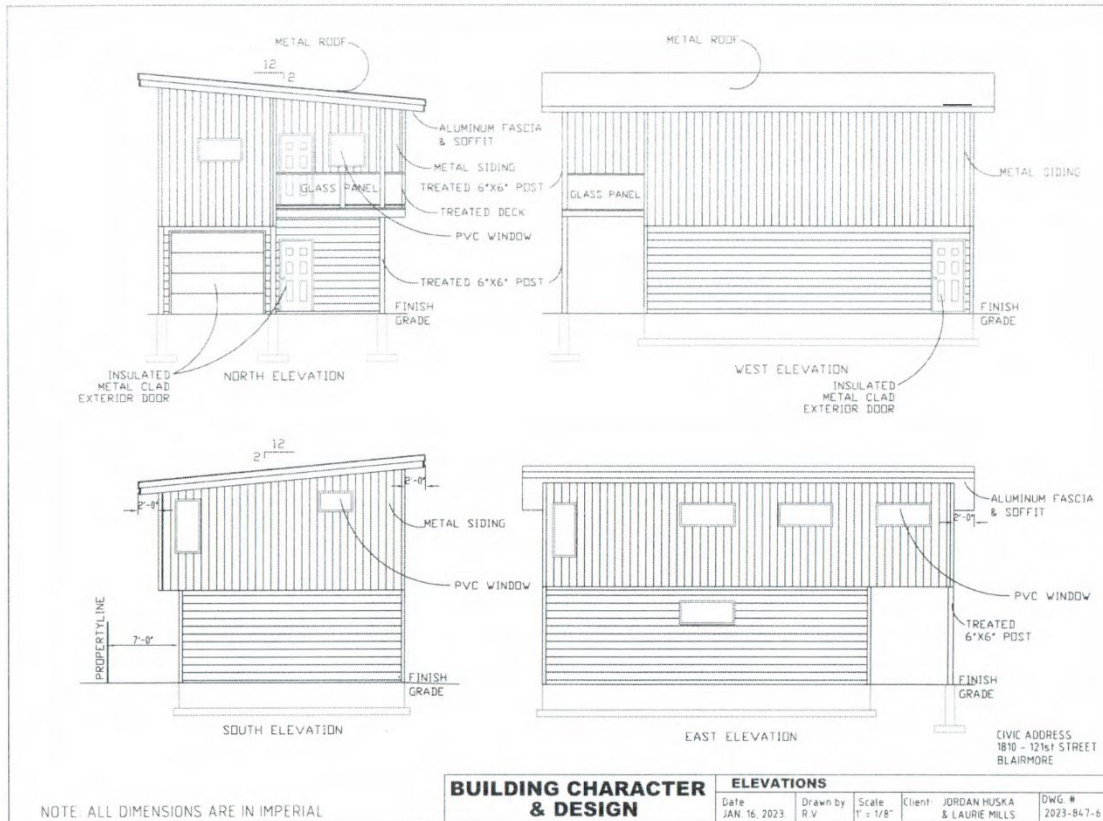 METAL ROOF
12
2
ALUMINUM FASCIA
& SOFFIT
METAL SIDING
GLASS PANEL
TREATED 6"X6" POST
TREATED DECK
PVC WINDOW
TREATED 6"X6" POST
FINISH
GRADE
INSULATED
METAL CLAD
EXTERIOR DOOR
NORTH ELEVATION
METAL ROOF
GLASS PANEL
METAL SIDING
FINISH
GRADE
WEST ELEVATION
INSULATED
METAL CLAD
EXTERIOR DOOR
12
2
2'-0"
2'-0"
METAL SIDING
PVC WINDOW
PROPERTYLINE
7'-0"
FINISH
GRADE
SOUTH ELEVATION
ALUMINUM FASCIA
& SOFFIT
2'-0"
PVC WINDOW
TREATED
6"X6" POST
FINISH
GRADE
EAST ELEVATION
CIVIC ADDRESS
1810 - 121st STREET
BLAIRMORE
NOTE: ALL DIMENSIONS ARE IN IMPERIAL
BUILDING CHARACTER
& DESIGN
ELEVATIONS
Date
JAN. 16, 2023
Drawn by
R.V
Scale
1' = 1/8"
Client: JORDAN HUSKA
& LAURIE MILLS
DWG. #
2023-847-6